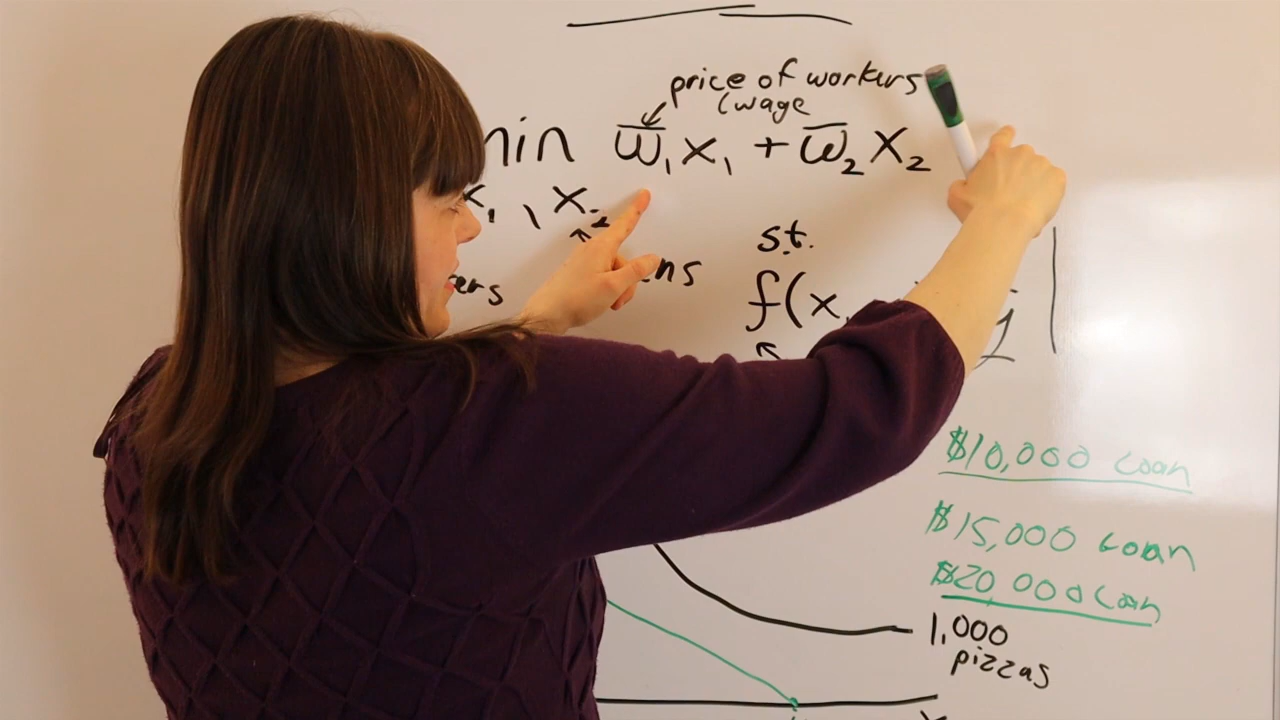 price of workers
(wage
min w̅₁x₁ + w̅₂x₂
x₁, x₂
s.t.
f(x
y
$10,000 Loan
$15,000 Loan
$20,000 Loan
1,000
pizzas